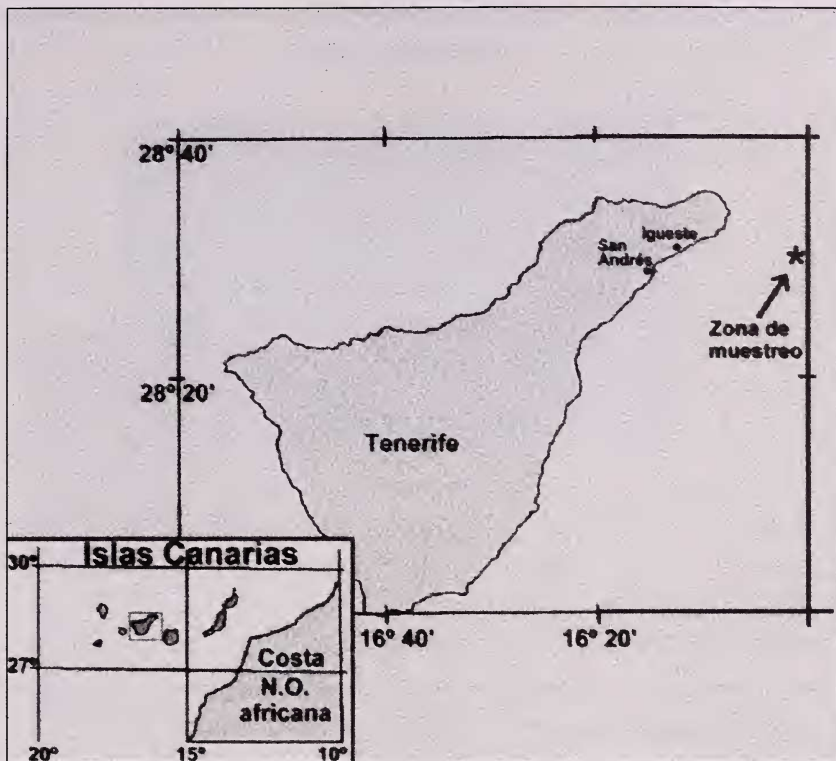 28° 40'
Igueste
San
Andrés
*
Zona de
muestreo
28° 20'
Tenerife
16° 40'
16° 20'
Islas Canarias
30°
27°
Costa
N.O.
africana
20°
15°
10°